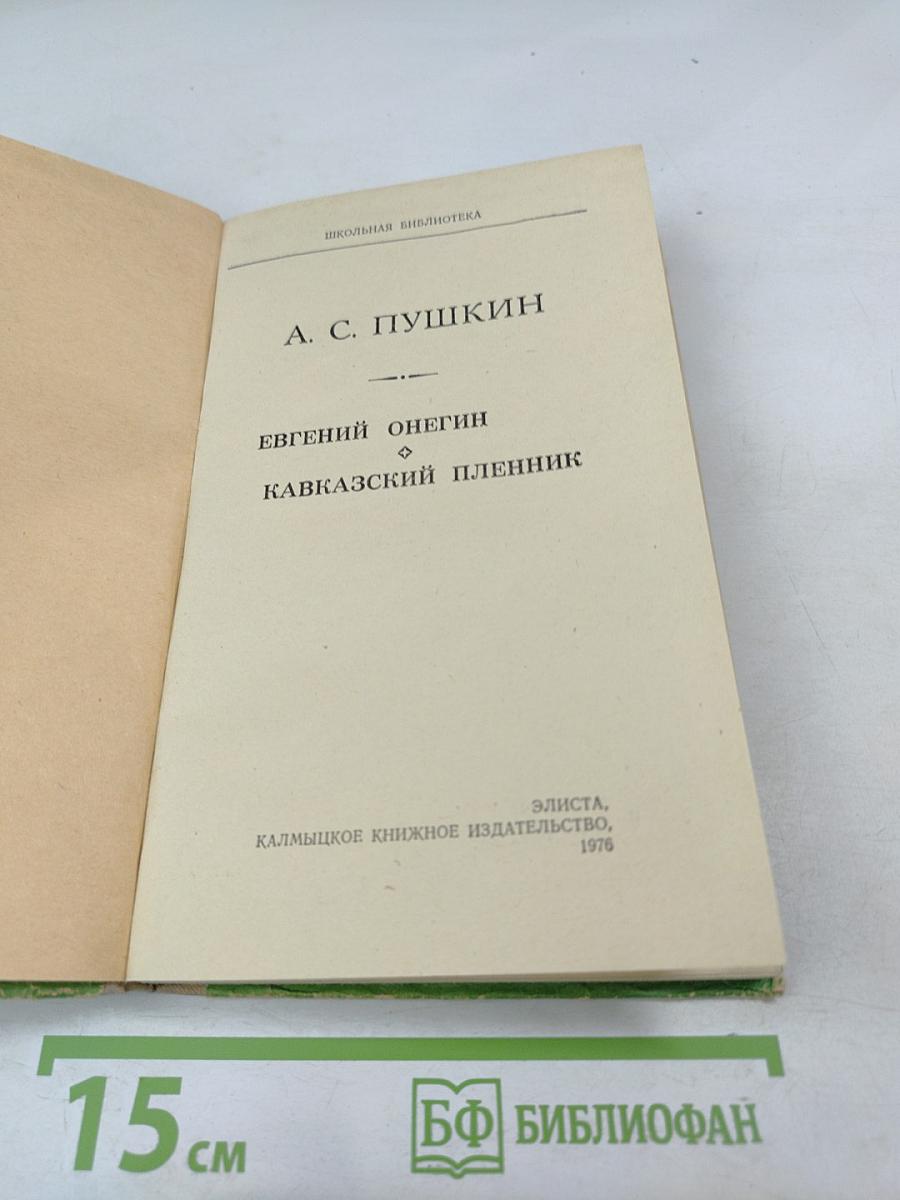 ШКОЛЬНАЯ БИБЛИОТЕКА
А. С. ПУШКИН
ЕВГЕНИЙ ОНЕГИН
КАВКАЗСКИЙ ПЛЕННИК
ЭЛИСТА,
КАЛМЫЦКОЕ КНИЖНОЕ ИЗДАТЕЛЬСТВО,
1976
15 см
БФ БИБЛИОФАН